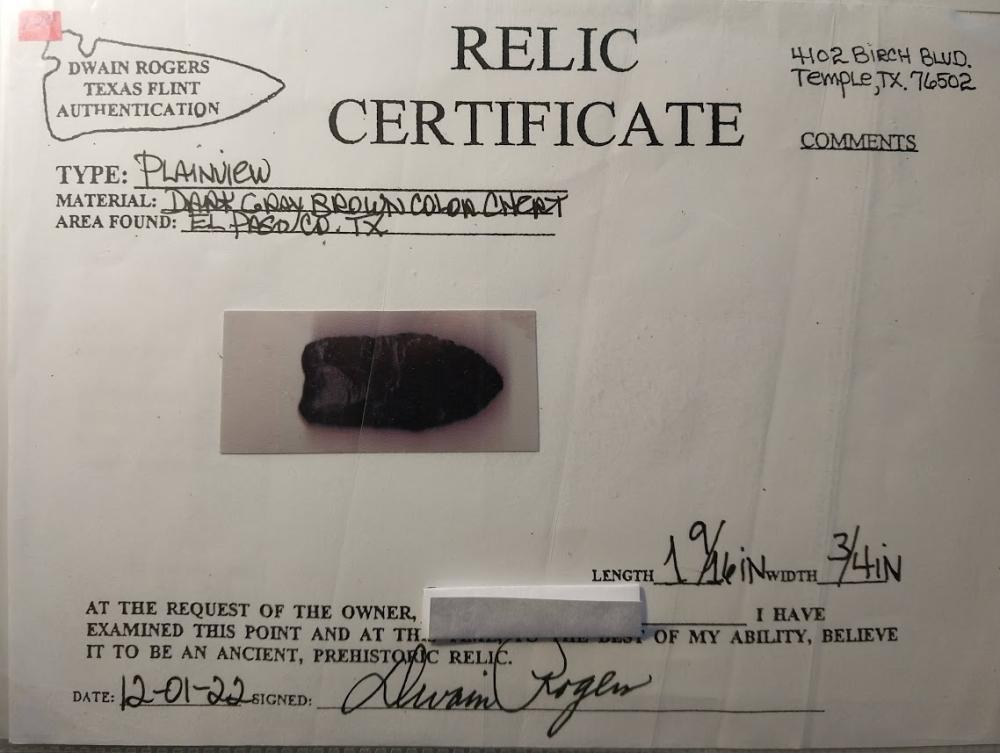 DWAIN ROGERS
TEXAS FLINT
AUTHENTICATION
RELIC
CERTIFICATE
4102 BIRCH BLVD.
Temple, TX. 76502
COMMENTS
TYPE: PLAINVIEW
MATERIAL: DARK GRAY BROWN COLOR CHERT
AREA FOUND: EL PASO/CO. TX
LENGTH 1 9/16 iN WIDTH 3/4 iN
AT THE REQUEST OF THE OWNER, I HAVE
EXAMINED THIS POINT AND AT TH.. TIME, TO THE BEST OF MY ABILITY, BELIEVE
IT TO BE AN ANCIENT, PREHISTORIC RELIC.
DATE: 12-01-22 SIGNED: Dwain Rogers